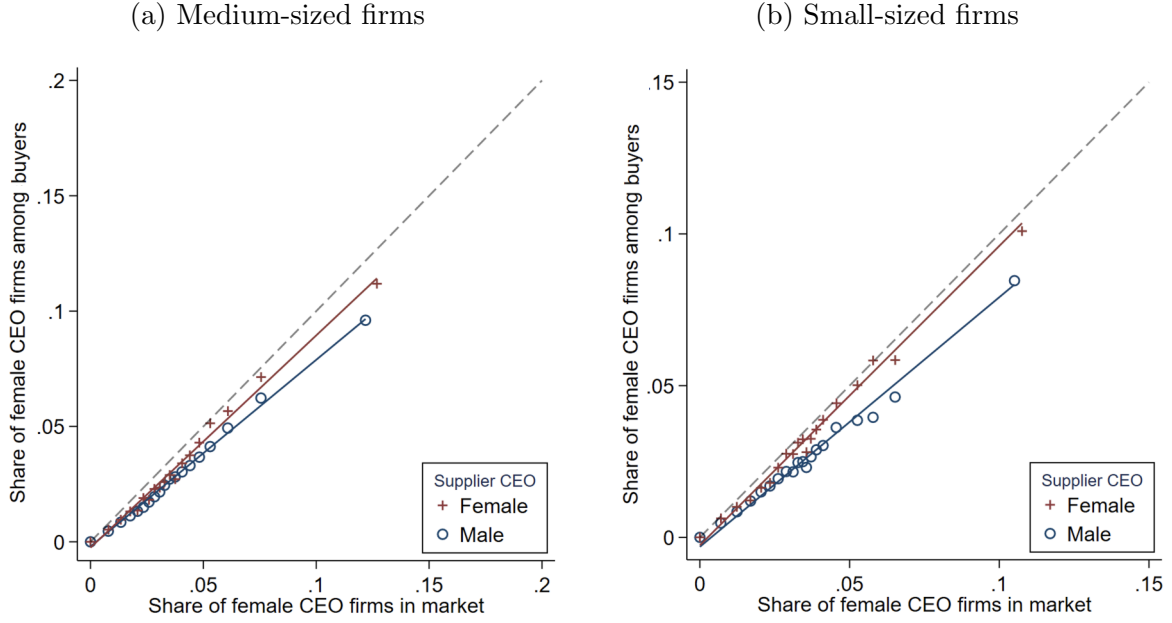 (a) Medium-sized firms
Share of female CEO firms among buyers
.2
.15
.1
.05
0
0 .05 .1 .15 .2
Share of female CEO firms in market
Supplier CEO
Female
Male
(b) Small-sized firms
Share of female CEO firms among buyers
.15
.1
.05
0
0 .05 .1 .15
Share of female CEO firms in market
Supplier CEO
Female
Male